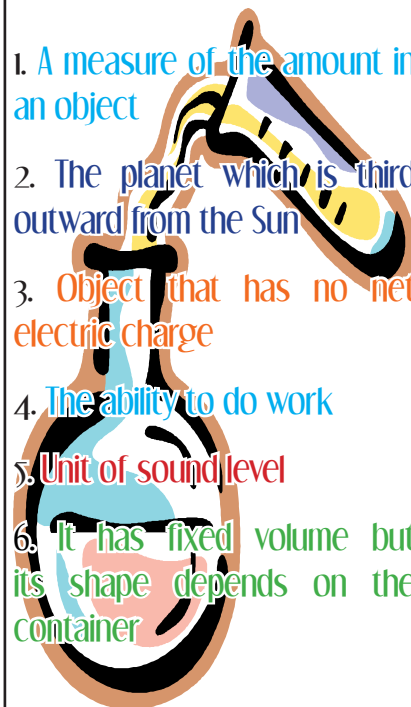 1. A measure of the amount in
an object
2. The planet which is third
outward from the Sun
3. Object that has no net
electric charge
4. The ability to do work
5. Unit of sound level
6. It has fixed volume but
its shape depends on the
container